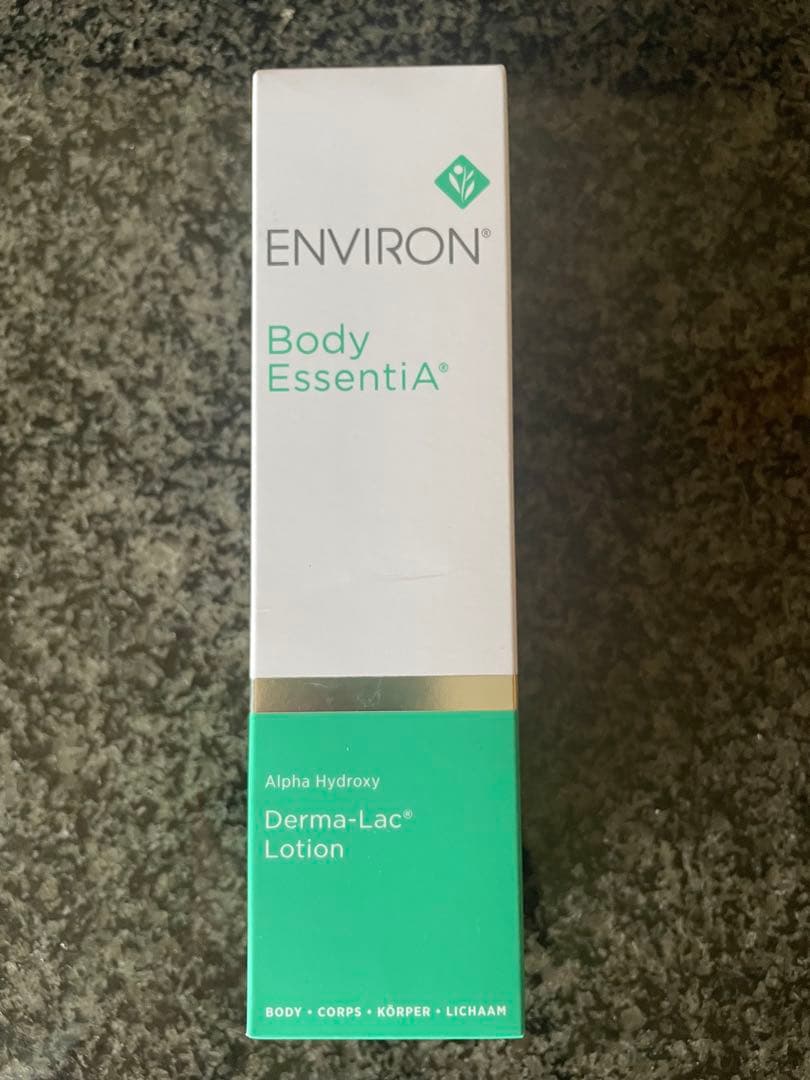 ENVIRON®
Body
EssentiA®
Alpha Hydroxy
Derma-Lac®
Lotion
BODY • CORPS • KÖRPER • LICHAAM